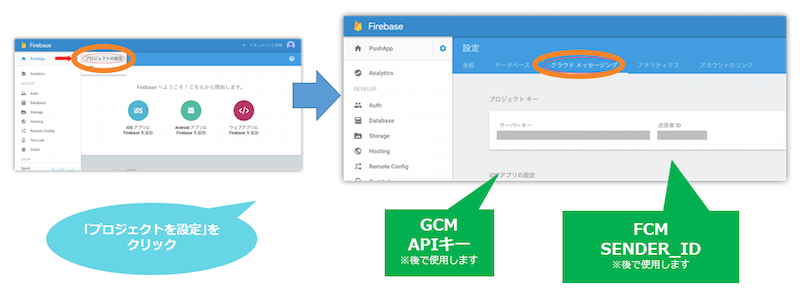 Firebase
ドキュメントに移動
PushApp
プロジェクトの設定
Analytics
DEVELOP
Auth
Database
Storage
Hosting
Remote Config
Test Lab
Crash
Spark
Firebase へようこそ！こちらから開始します。
iOS
iOS アプリに
Firebase を追加
Android アプリに
Firebase を追加
</>
ウェブアプリに
Firebase を追加
「プロジェクトを設定」を
クリック
Firebase
PushApp
Analytics
DEVELOP
Auth
Database
Storage
Hosting
Remote Config
設定
全般
データベース
クラウド メッセージング
アナリティクス
アカウントのリンク
プロジェクト キー
サーバーキー
送信者 ID
iOS アプリの設定
GCM
APIキー
※後で使用します
FCM
SENDER_ID
※後で使用します